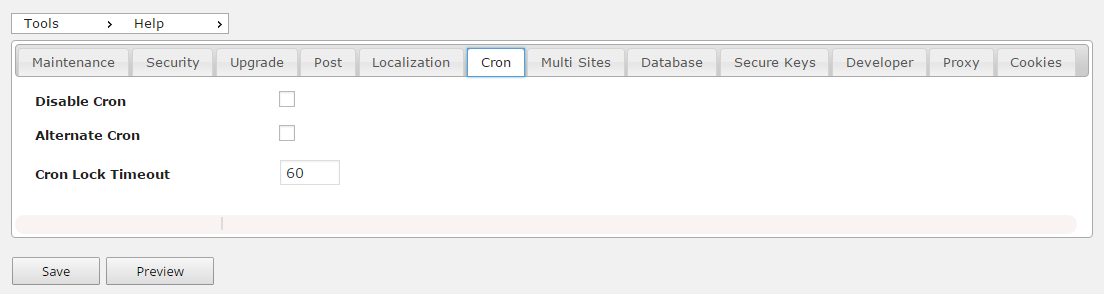 Tools Help
Maintenance Security Upgrade Post Localization Cron Multi Sites Database Secure Keys Developer Proxy Cookies
Disable Cron
Alternate Cron
Cron Lock Timeout 60
Save Preview